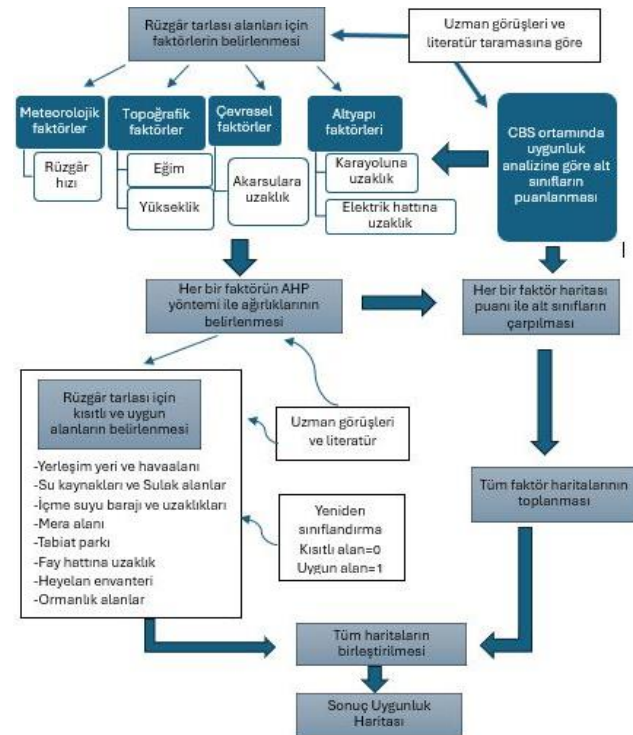 Rüzgâr tarlası alanları için
faktörlerin belirlenmesi
Uzman görüşleri ve
literatür taramasına göre
Meteorolojik
faktörler
Topoğrafik
faktörler
Çevresel
faktörler
Altyapı
faktörleri
Rüzgâr
hızı
Eğim
Yükseklik
Akarsulara
uzaklık
Karayoluna
uzaklık
Elektrik hattına
uzaklık
CBS ortamında
uygunluk
analizine göre alt
sınıfların
puanlanması
Her bir faktörün AHP
yöntemi ile ağırlıklarının
belirlenmesi
Her bir faktör haritası
puanı ile alt sınıfların
çarpılması
Rüzgâr tarlası için
kısıtlı ve uygun
alanların belirlenmesi
-Yerleşim yeri ve havaalanı
-Su kaynakları ve Sulak alanlar
-İçme suyu barajı ve uzaklıkları
-Mera alanı
-Tabiat parkı
-Fay hattına uzaklık
-Heyelan envanteri
-Ormanlık alanlar
Uzman görüşleri
ve literatür
Yeniden
sınıflandırma
Kısıtlı alan=0
Uygun alan=1
Tüm faktör haritalarının
toplanması
Tüm haritaların
birleştirilmesi
Sonuç Uygunluk
Haritası